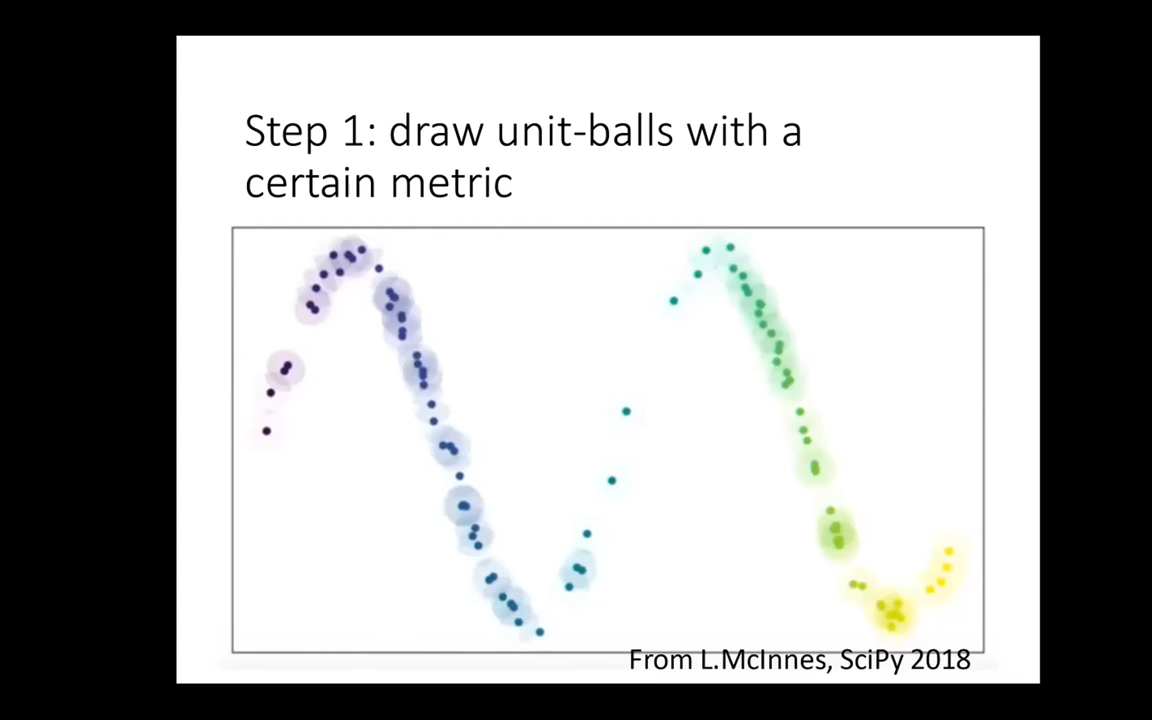 Step 1: draw unit-balls with a
certain metric
From L.McInnes, SciPy 2018